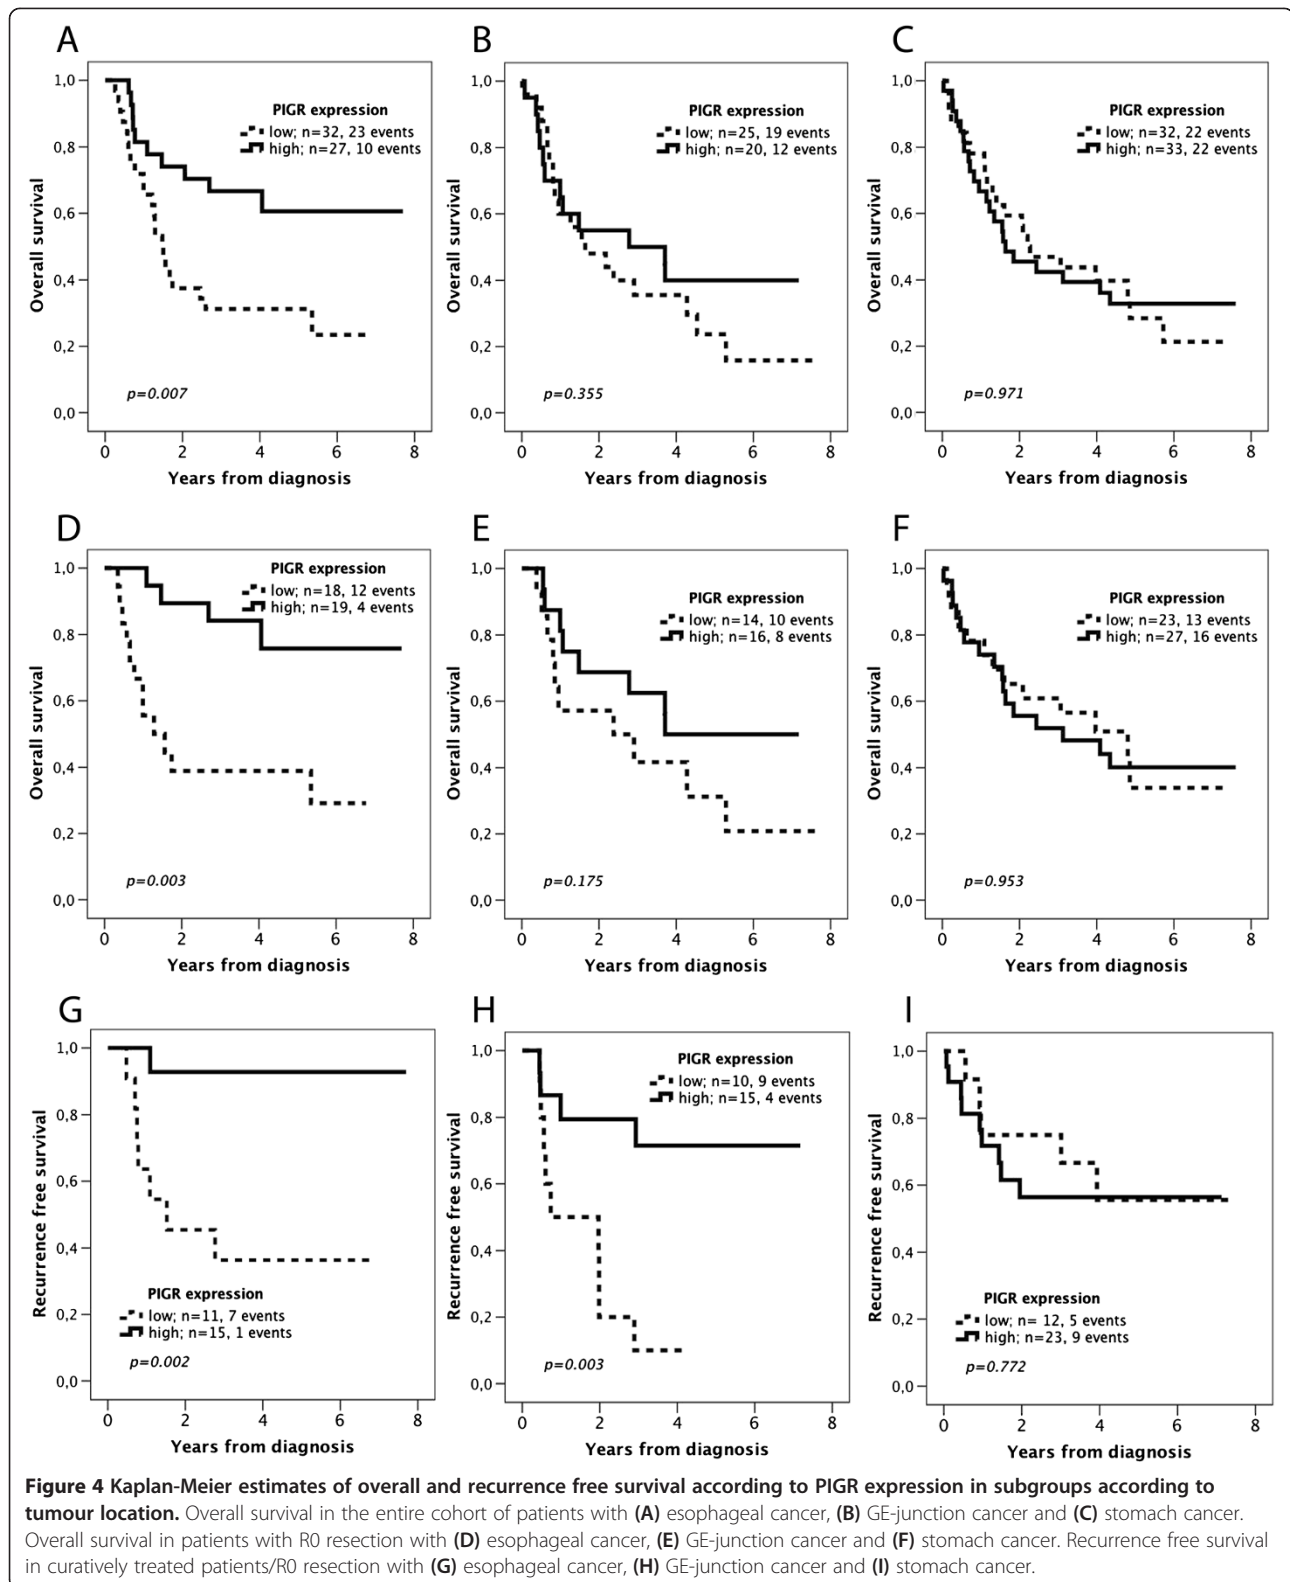 A
PIGR expression
low; n=32, 23 events
high; n=27, 10 events
1,0
0,8
0,6
0,4
0,2
0,0
Overall survival
p=0.007
0 2 4 6 8
Years from diagnosis
B
PIGR expression
low; n=25, 19 events
high; n=20, 12 events
1,0
0,8
0,6
0,4
0,2
0,0
Overall survival
p=0.355
0 2 4 6 8
Years from diagnosis
C
PIGR expression
low; n=32, 22 events
high; n=33, 22 events
1,0
0,8
0,6
0,4
0,2
0,0
Overall survival
p=0.971
0 2 4 6 8
Years from diagnosis
D
PIGR expression
low; n=18, 12 events
high; n=19, 4 events
1,0
0,8
0,6
0,4
0,2
0,0
Overall survival
p=0.003
0 2 4 6 8
Years from diagnosis
E
PIGR expression
low; n=14, 10 events
high; n=16, 8 events
1,0
0,8
0,6
0,4
0,2
0,0
Overall survival
p=0.175
0 2 4 6 8
Years from diagnosis
F
PIGR expression
low; n=23, 13 events
high; n=27, 16 events
1,0
0,8
0,6
0,4
0,2
0,0
Overall survival
p=0.953
0 2 4 6 8
Years from diagnosis
G
1,0
0,8
0,6
0,4
0,2
0,0
Recurrence free survival
PIGR expression
low; n=11, 7 events
high; n=15, 1 events
p=0.002
0 2 4 6 8
Years from diagnosis
H
PIGR expression
low; n=10, 9 events
high; n=15, 4 events
1,0
0,8
0,6
0,4
0,2
0,0
Recurrence free survival
p=0.003
0 2 4 6 8
Years from diagnosis
I
1,0
0,8
0,6
0,4
0,2
0,0
Recurrence free survival
PIGR expression
low; n= 12, 5 events
high; n=23, 9 events
p=0.772
0 2 4 6 8
Years from diagnosis
Figure 4 Kaplan-Meier estimates of overall and recurrence free survival according to PIGR expression in subgroups according to
tumour location. Overall survival in the entire cohort of patients with (A) esophageal cancer, (B) GE-junction cancer and (C) stomach cancer.
Overall survival in patients with R0 resection with (D) esophageal cancer, (E) GE-junction cancer and (F) stomach cancer. Recurrence free survival
in curatively treated patients/R0 resection with (G) esophageal cancer, (H) GE-junction cancer and (I) stomach cancer.